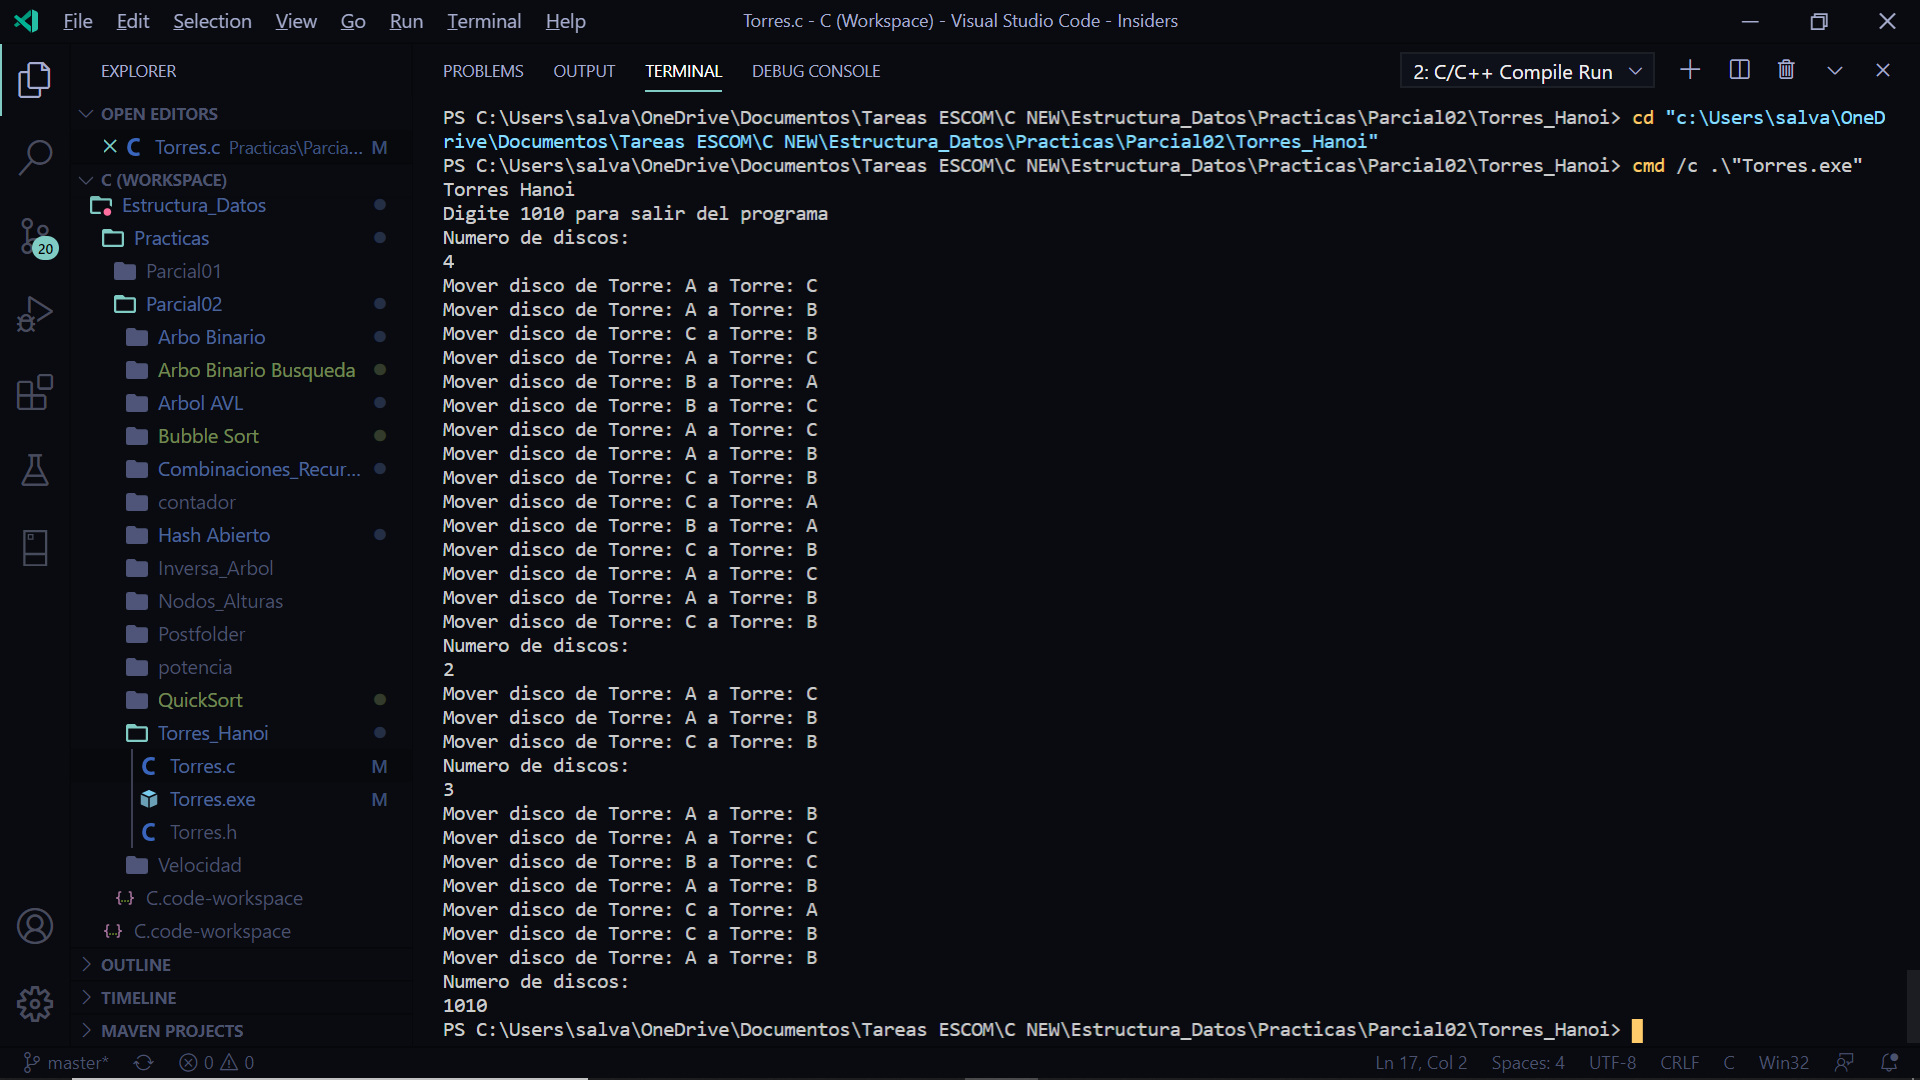 File Edit Selection View Go Run Terminal Help
Torres.c - C (Workspace) - Visual Studio Code - Insiders
EXPLORER
OPEN EDITORS
Torres.c Practicas\Parcia... M
C (WORKSPACE)
Estructura_Datos
Practicas
Parcial01
Parcial02
Arbo Binario
Arbo Binario Busqueda
Arbol AVL
Bubble Sort
Combinaciones_Recur...
contador
Hash Abierto
Inversa_Arbol
Nodos_Alturas
Postfolder
potencia
QuickSort
Torres_Hanoi
Torres.c M
Torres.exe M
Torres.h
Velocidad
C.code-workspace
C.code-workspace
OUTLINE
TIMELINE
MAVEN PROJECTS
20
PROBLEMS OUTPUT TERMINAL DEBUG CONSOLE
2: C/C++ Compile Run
PS C:\Users\salva\OneDrive\Documentos\Tareas ESCOM\C NEW\Estructura_Datos\Practicas\Parcial02\Torres_Hanoi> cd "c:\Users\salva\OneD
rive\Documentos\Tareas ESCOM\C NEW\Estructura_Datos\Practicas\Parcial02\Torres_Hanoi"
PS C:\Users\salva\OneDrive\Documentos\Tareas ESCOM\C NEW\Estructura_Datos\Practicas\Parcial02\Torres_Hanoi> cmd /c .\"Torres.exe"
Torres Hanoi
Digite 1010 para salir del programa
Numero de discos:
4
Mover disco de Torre: A a Torre: C
Mover disco de Torre: A a Torre: B
Mover disco de Torre: C a Torre: B
Mover disco de Torre: A a Torre: C
Mover disco de Torre: B a Torre: A
Mover disco de Torre: B a Torre: C
Mover disco de Torre: A a Torre: C
Mover disco de Torre: A a Torre: B
Mover disco de Torre: C a Torre: B
Mover disco de Torre: C a Torre: A
Mover disco de Torre: B a Torre: A
Mover disco de Torre: C a Torre: B
Mover disco de Torre: A a Torre: C
Mover disco de Torre: A a Torre: B
Mover disco de Torre: C a Torre: B
Numero de discos:
2
Mover disco de Torre: A a Torre: C
Mover disco de Torre: A a Torre: B
Mover disco de Torre: C a Torre: B
Numero de discos:
3
Mover disco de Torre: A a Torre: B
Mover disco de Torre: A a Torre: C
Mover disco de Torre: B a Torre: C
Mover disco de Torre: A a Torre: B
Mover disco de Torre: C a Torre: A
Mover disco de Torre: C a Torre: B
Mover disco de Torre: A a Torre: B
Numero de discos:
1010
PS C:\Users\salva\OneDrive\Documentos\Tareas ESCOM\C NEW\Estructura_Datos\Practicas\Parcial02\Torres_Hanoi>
master* 0 0 Ln 17, Col 2 Spaces: 4 UTF-8 CRLF C Win32